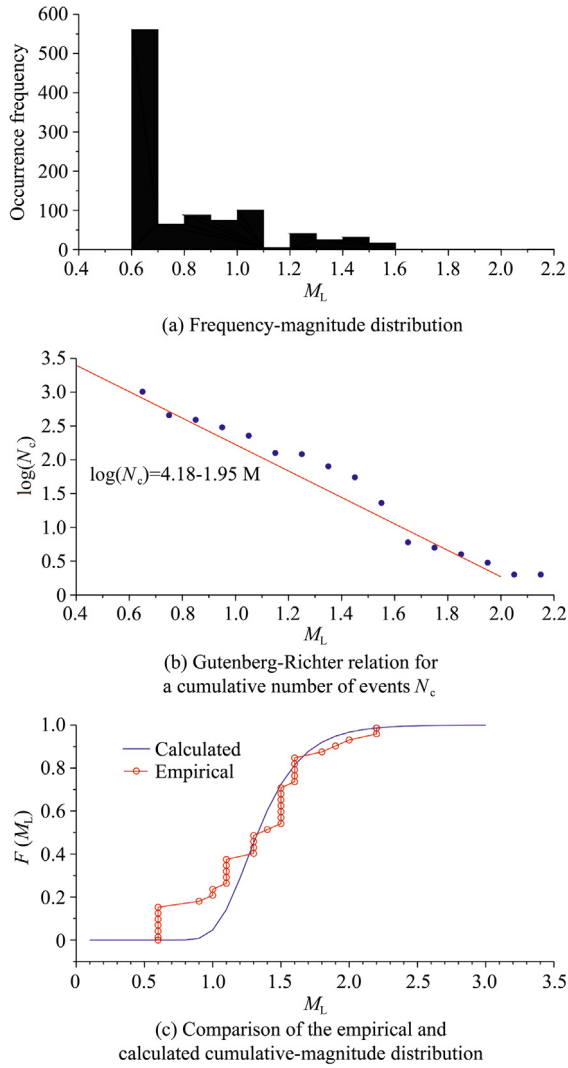 600
500
400
300
200
100
0
Occurrence frequency
0.4 0.6 0.8 1.0 1.2 1.4 1.6 1.8 2.0 2.2
M_L
(a) Frequency-magnitude distribution
3.5
3.0
2.5
2.0
1.5
1.0
0.5
0
log(N_c)
log(N_c)=4.18-1.95 M
0.4 0.6 0.8 1.0 1.2 1.4 1.6 1.8 2.0 2.2
M_L
(b) Gutenberg-Richter relation for
a cumulative number of events N_c
1.0
0.8
0.6
0.4
0.2
0
F (M_L)
Calculated
Empirical
0 0.5 1.0 1.5 2.0 2.5 3.0 3.5
M_L
(c) Comparison of the empirical and
calculated cumulative-magnitude distribution